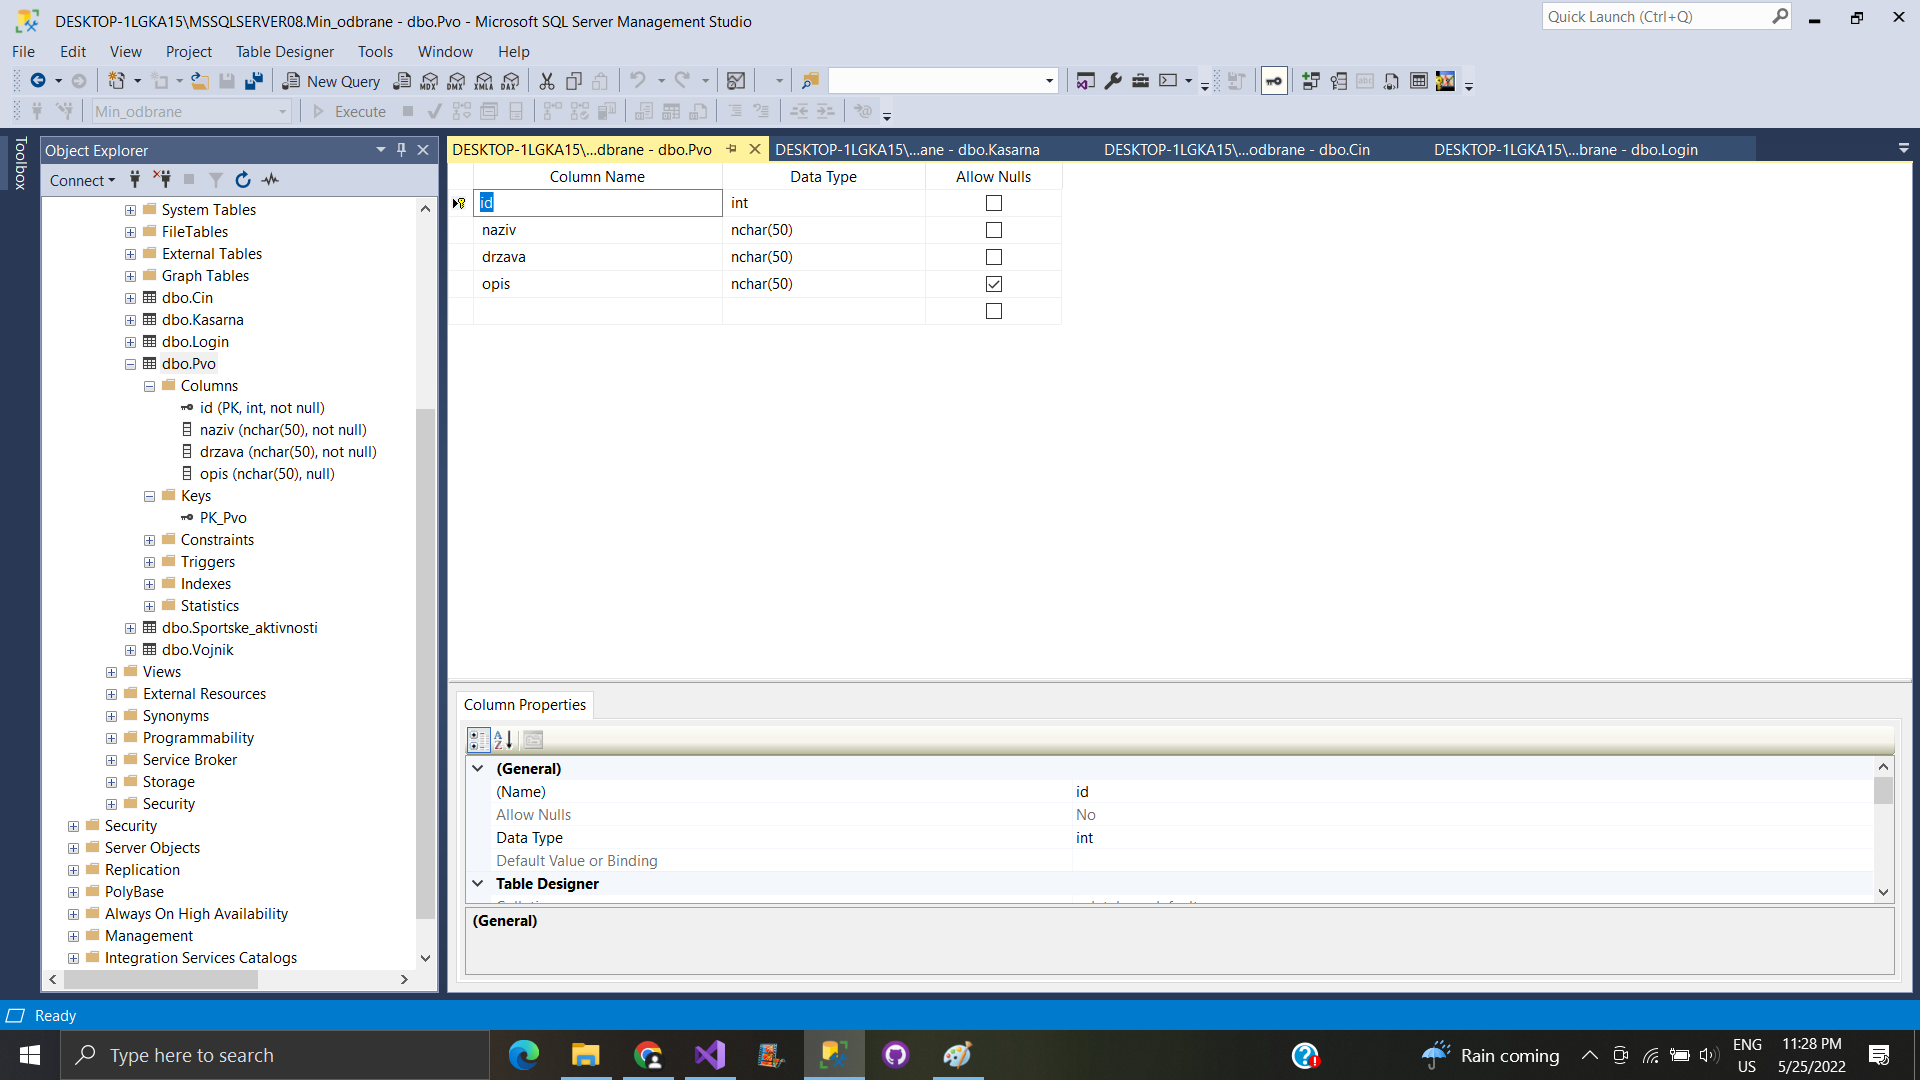 DESKTOP-1LGKA15\MSSQLSERVER08.Min_odbrane - dbo.Pvo - Microsoft SQL Server Management Studio
Quick Launch (Ctrl+Q)
File Edit View Project Table Designer Tools Window Help
New Query
MDX DMX XMLA DAX
Min_odbrane
Execute
Toolbox
Object Explorer
Connect
System Tables
FileTables
External Tables
Graph Tables
dbo.Cin
dbo.Kasarna
dbo.Login
dbo.Pvo
Columns
id (PK, int, not null)
naziv (nchar(50), not null)
drzava (nchar(50), not null)
opis (nchar(50), null)
Keys
PK_Pvo
Constraints
Triggers
Indexes
Statistics
dbo.Sportske_aktivnosti
dbo.Vojnik
Views
External Resources
Synonyms
Programmability
Service Broker
Storage
Security
Security
Server Objects
Replication
PolyBase
Always On High Availability
Management
Integration Services Catalogs
DESKTOP-1LGKA15\...dbrane - dbo.Pvo DESKTOP-1LGKA15\...ane - dbo.Kasarna DESKTOP-1LGKA15\...odbrane - dbo.Cin DESKTOP-1LGKA15\...brane - dbo.Login
Column Name Data Type Allow Nulls
id int
naziv nchar(50)
drzava nchar(50)
opis nchar(50)
Column Properties
(General)
(Name) id
Allow Nulls No
Data Type int
Default Value or Binding
Table Designer
(General)
Ready
Type here to search
Rain coming
ENG
US
11:28 PM
5/25/2022